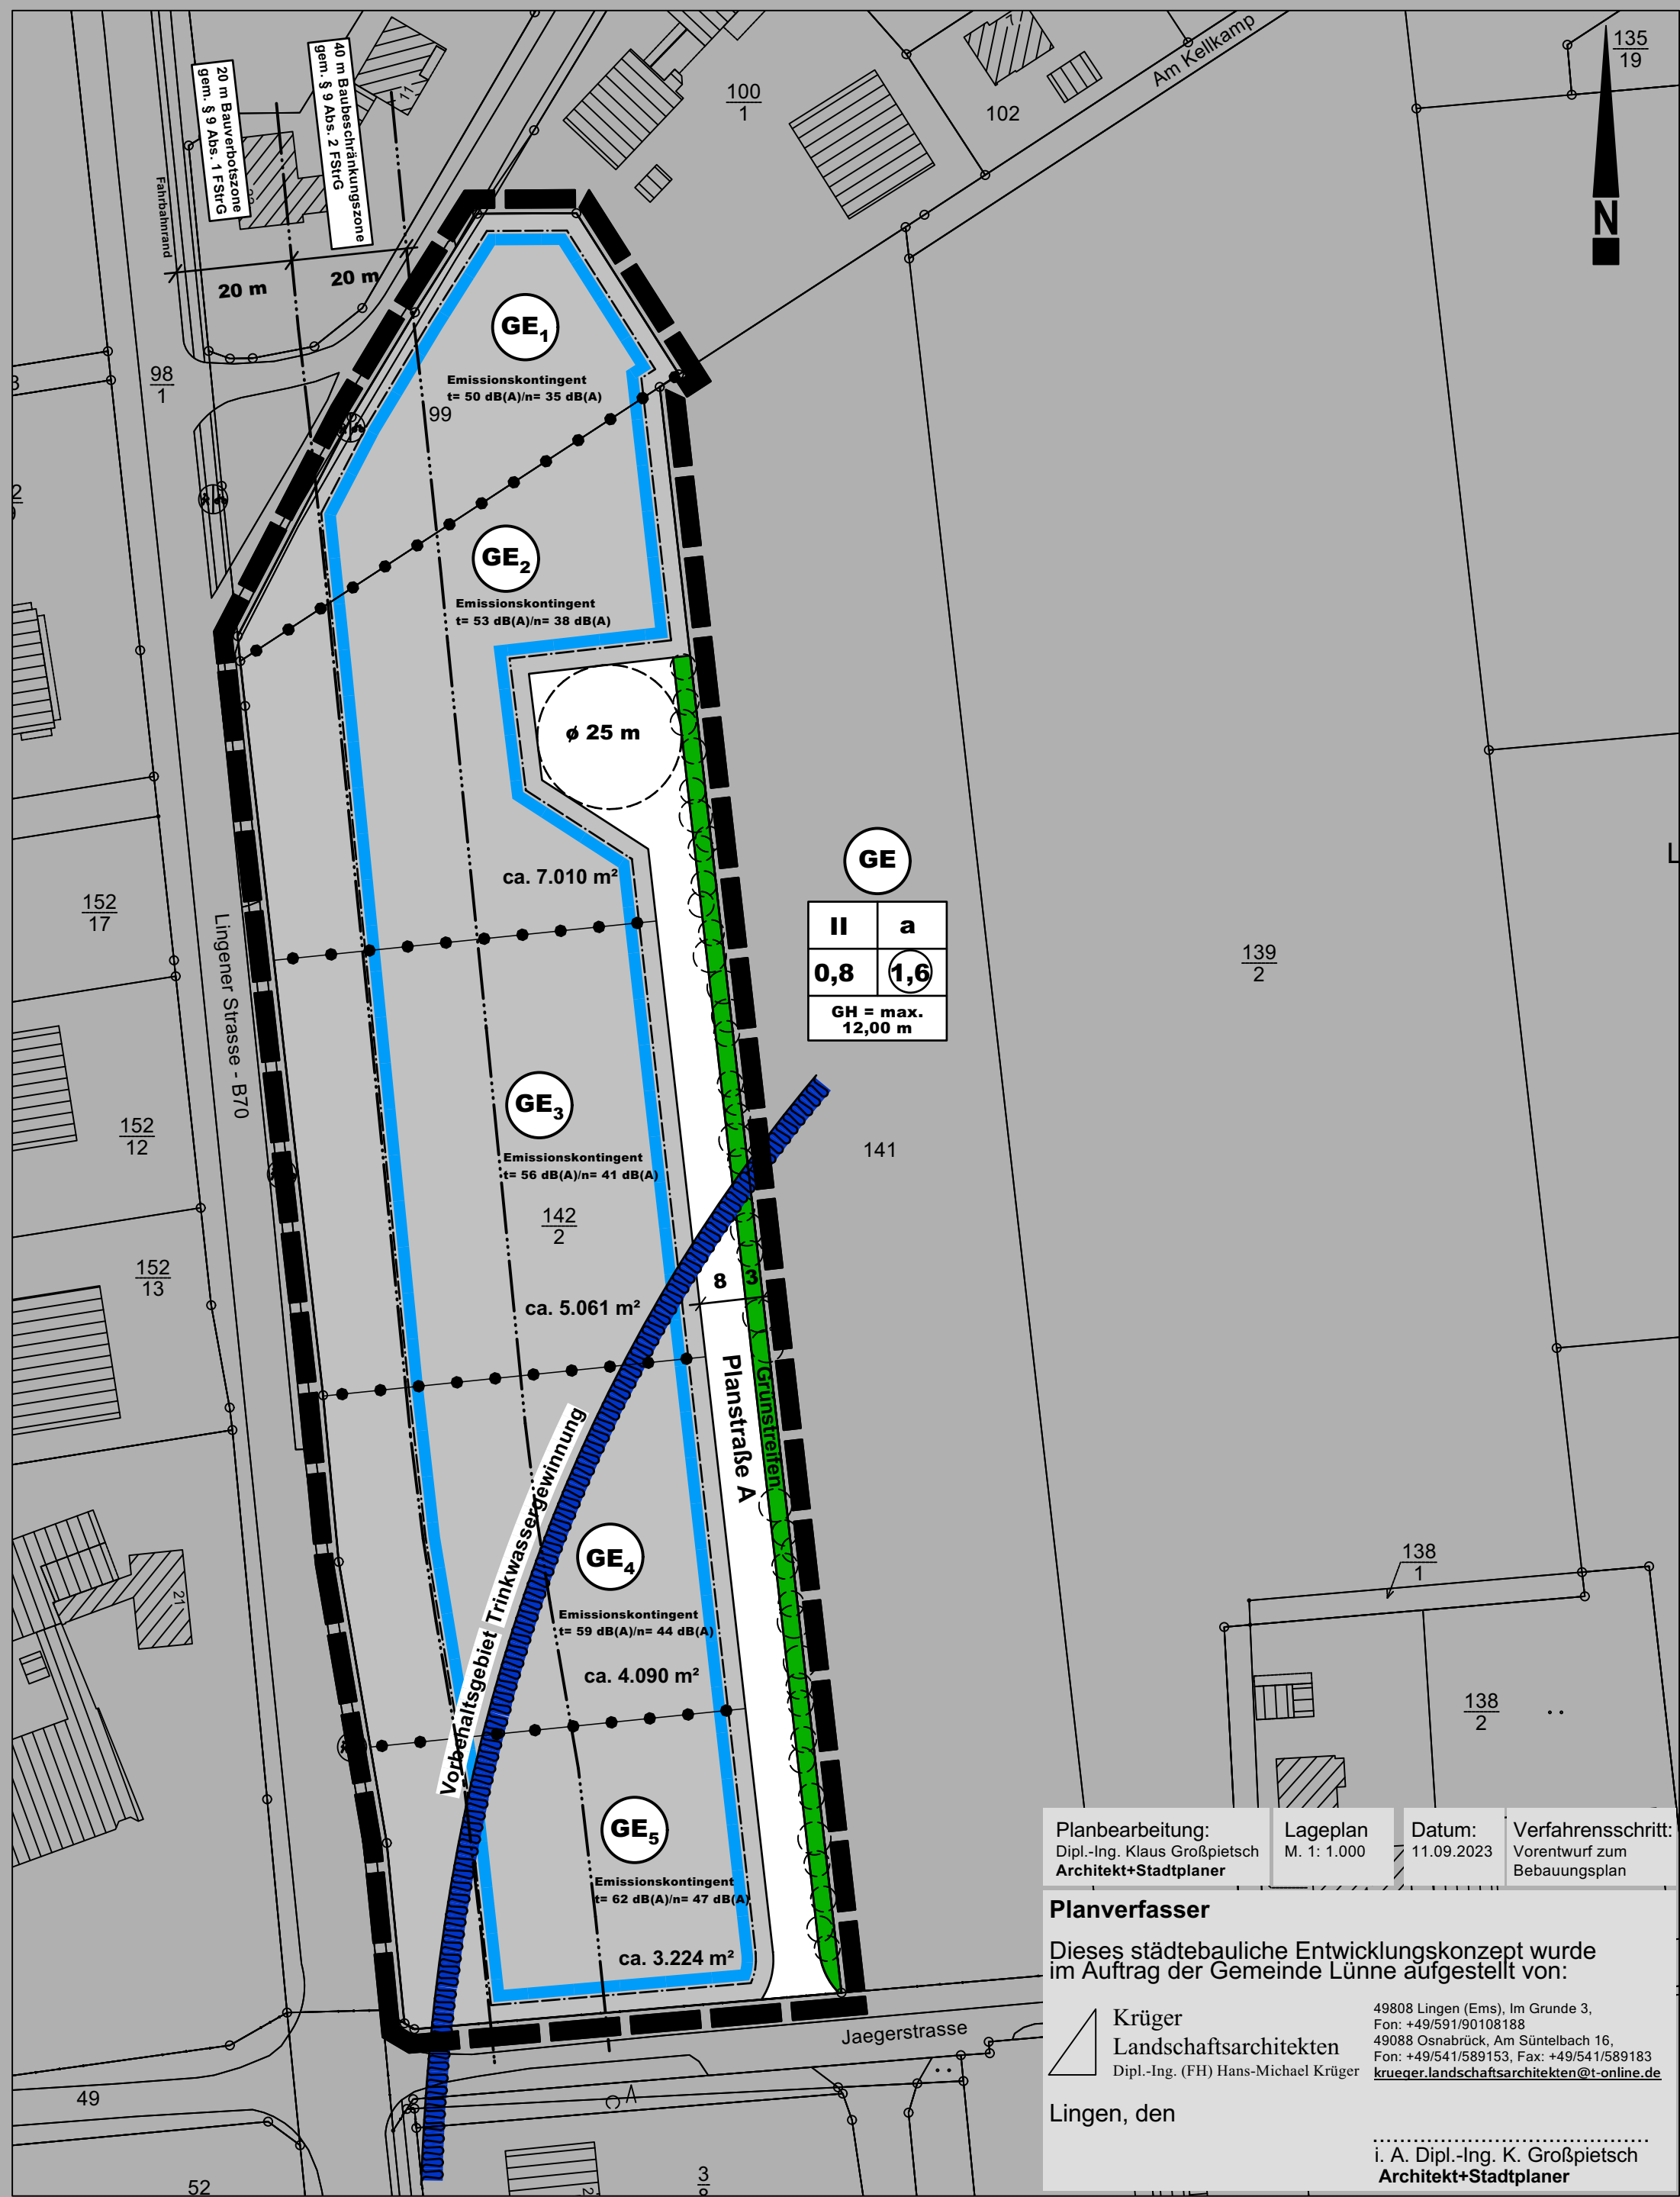 20 m Bauverbotszone
gem. § 9 Abs. 1 FStrG
40 m Baubeschränkungszone
gem. § 9 Abs. 2 FStrG
11
7
Am Kellkamp
135
19
100
1
102
N
Fahrbahnrand
20 m
20 m
98
1
99
GE1
Emissionskontingent
t= 50 dB(A)/n= 35 dB(A)
GE2
Emissionskontingent
t= 53 dB(A)/n= 38 dB(A)
ø 25 m
ca. 7.010 m²
GE
II
a
0,8
1,6
GH = max.
12,00 m
152
17
139
2
L
Lingener Strasse - B70
GE3
Emissionskontingent
t= 56 dB(A)/n= 41 dB(A)
152
12
141
142
2
152
13
8
3
ca. 5.061 m²
Planstraße A
Grünstreifen
Vorbehaltsgebiet Trinkwassergewinnung
GE4
Emissionskontingent
t= 59 dB(A)/n= 44 dB(A)
ca. 4.090 m²
21
138
1
138
2
GE5
Emissionskontingent
t= 62 dB(A)/n= 47 dB(A)
ca. 3.224 m²
Jaegerstrasse
49
52
3
Planbearbeitung:
Dipl.-Ing. Klaus Großpietsch
Architekt+Stadtplaner
Lageplan
M. 1: 1.000
Datum:
11.09.2023
Verfahrensschritt:
Vorentwurf zum
Bebauungsplan
Planverfasser
Dieses städtebauliche Entwicklungskonzept wurde
im Auftrag der Gemeinde Lünne aufgestellt von:
Krüger
Landschaftsarchitekten
Dipl.-Ing. (FH) Hans-Michael Krüger
49808 Lingen (Ems), Im Grunde 3,
Fon: +49/591/90108188
49088 Osnabrück, Am Süntelbach 16,
Fon: +49/541/589153, Fax: +49/541/589183
krueger.landschaftsarchitekten@t-online.de
Lingen, den
i. A. Dipl.-Ing. K. Großpietsch
Architekt+Stadtplaner